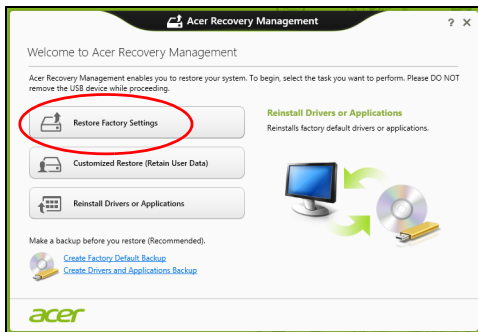 Acer Recovery Management
? ×
Welcome to Acer Recovery Management
Acer Recovery Management enables you to restore your system. To begin, select the task you want to perform. Please DO NOT
remove the USB device while proceeding.
Restore Factory Settings
Customized Restore (Retain User Data)
Reinstall Drivers or Applications
Reinstall Drivers or Applications
Reinstalls factory default drivers or applications.
Make a backup before you restore (Recommended).
Create Factory Default Backup
Create Drivers and Applications Backup
acer